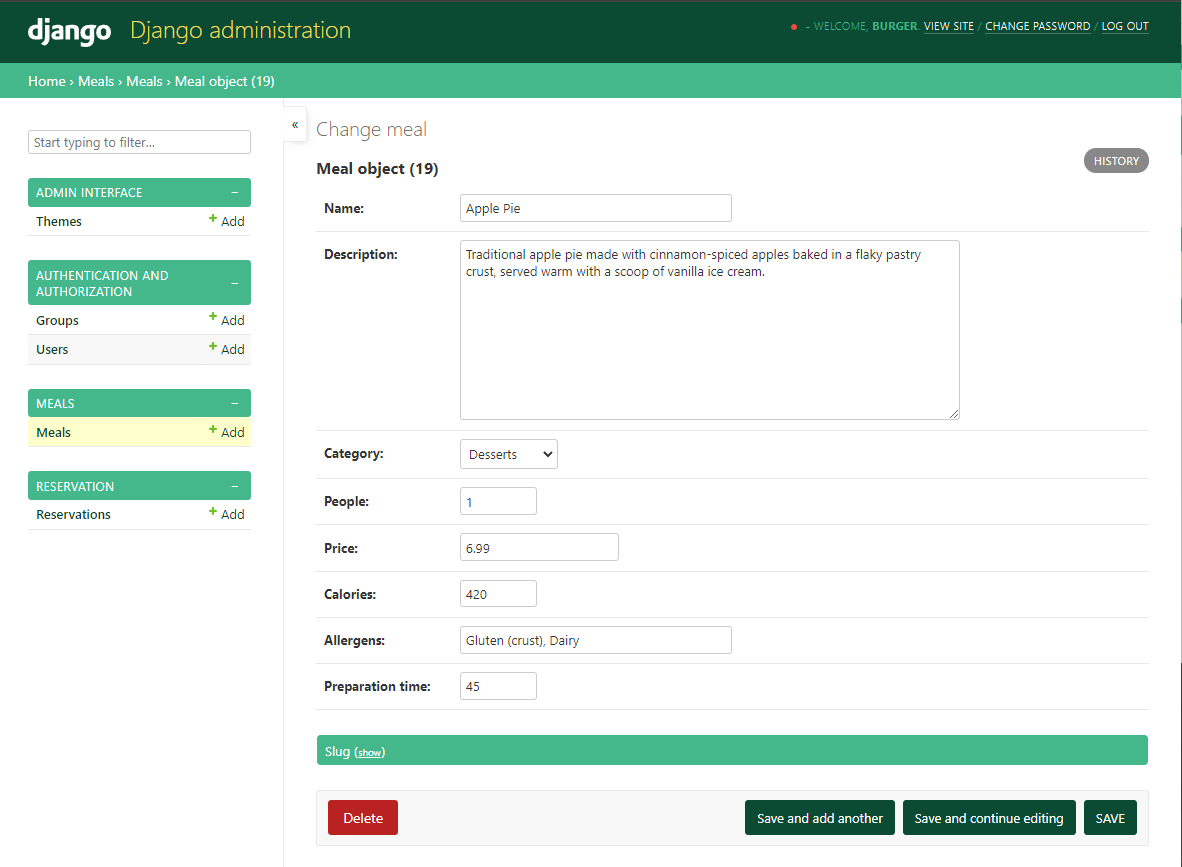 django Django administration
- WELCOME, BURGER. VIEW SITE / CHANGE PASSWORD / LOG OUT
Home › Meals › Meals › Meal object (19)
Start typing to filter...
ADMIN INTERFACE –
Themes + Add
AUTHENTICATION AND
AUTHORIZATION –
Groups + Add
Users + Add
MEALS –
Meals + Add
RESERVATION –
Reservations + Add
«
Change meal
Meal object (19)
HISTORY
Name: Apple Pie
Description: Traditional apple pie made with cinnamon-spiced apples baked in a flaky pastry
crust, served warm with a scoop of vanilla ice cream.
Category: Desserts
People: 1
Price: 6.99
Calories: 420
Allergens: Gluten (crust), Dairy
Preparation time: 45
Slug (show)
Delete Save and add another Save and continue editing SAVE